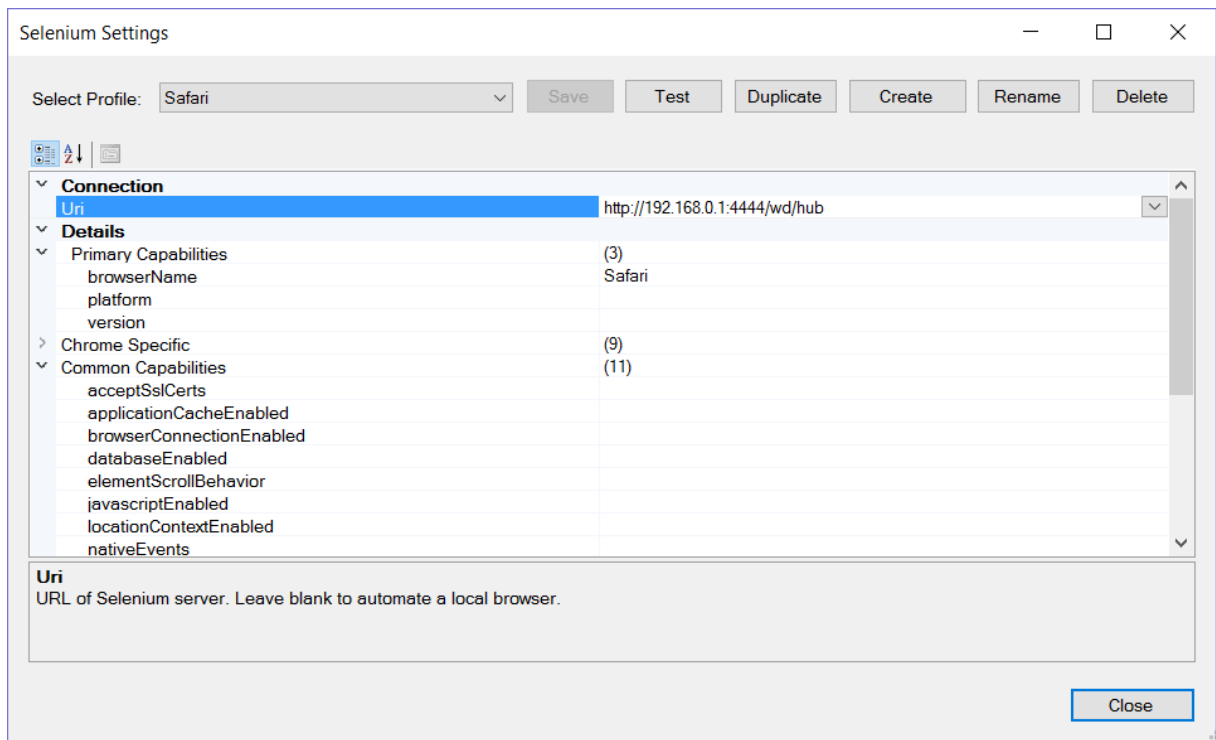 Selenium Settings
Select Profile: Safari Save Test Duplicate Create Rename Delete
Connection
Uri http://192.168.0.1:4444/wd/hub
Details
Primary Capabilities (3)
browserName Safari
platform
version
Chrome Specific (9)
Common Capabilities (11)
acceptSslCerts
applicationCacheEnabled
browserConnectionEnabled
databaseEnabled
elementScrollBehavior
javascriptEnabled
locationContextEnabled
nativeEvents
Uri
URL of Selenium server. Leave blank to automate a local browser.
Close